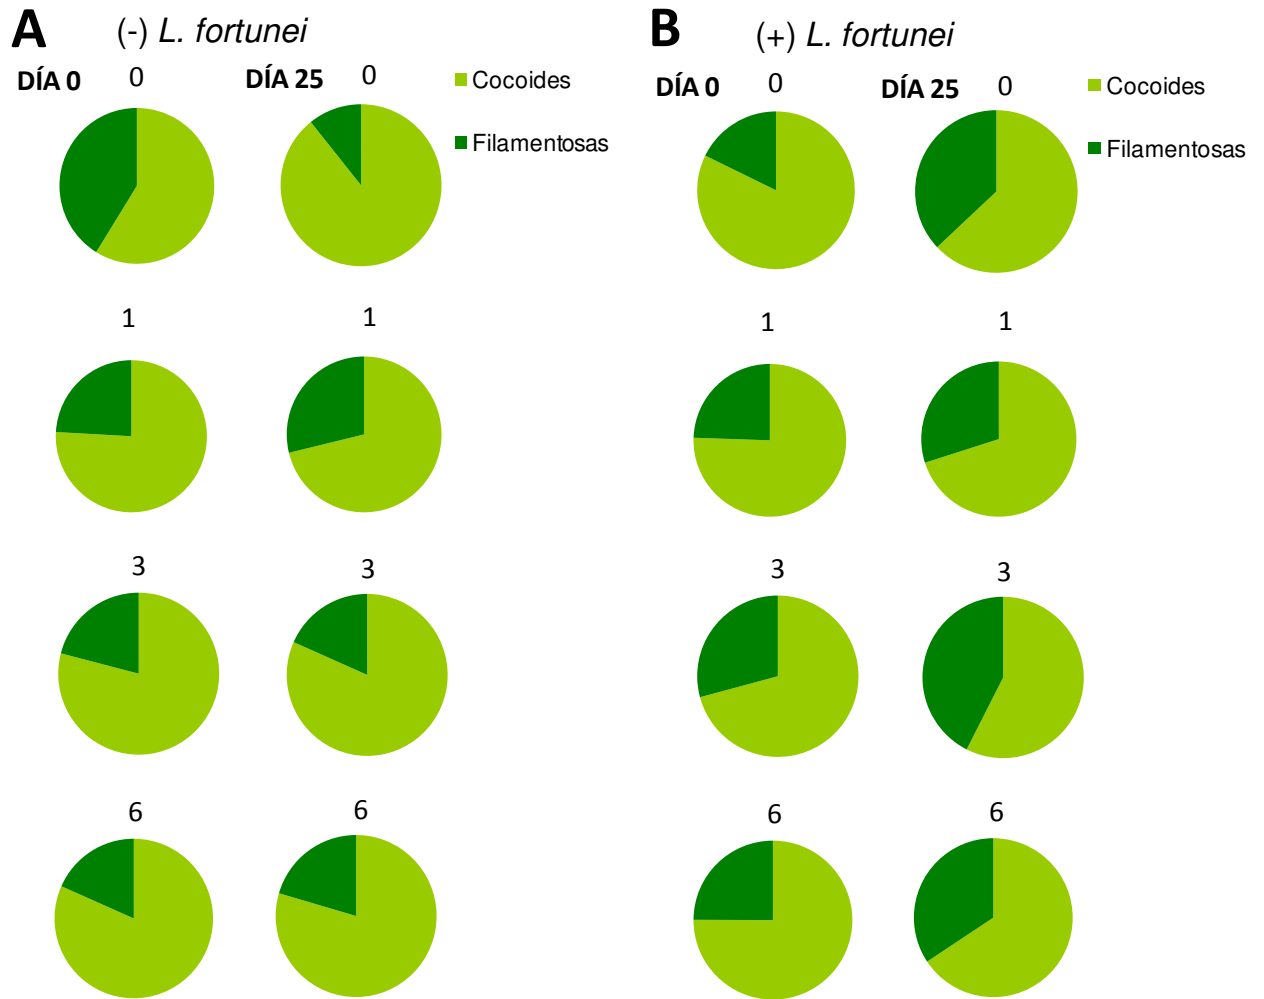 A
(-) L. fortunei
DÍA 0
0
DÍA 25
0
Cocoides
Filamentosas
1
1
3
3
6
6
B
(+) L. fortunei
DÍA 0
0
DÍA 25
0
Cocoides
Filamentosas
1
1
3
3
6
6